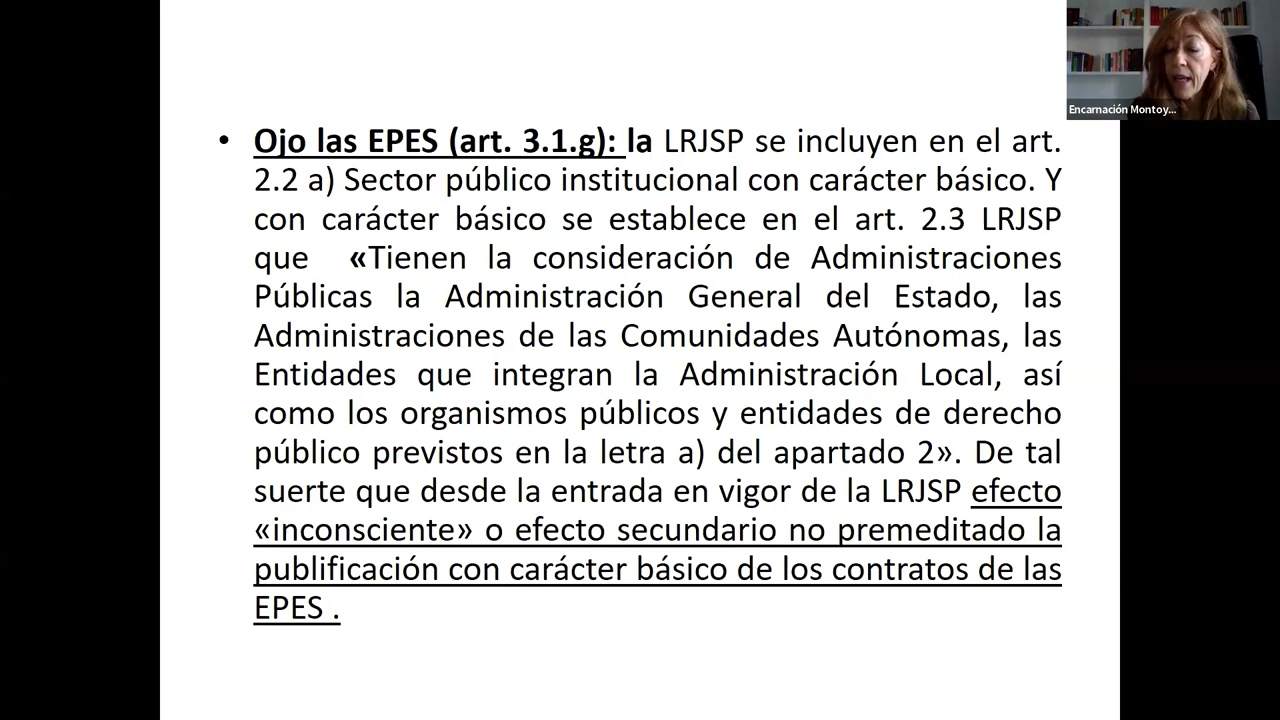 Encarnación Montoy...
• Ojo las EPES (art. 3.1.g): la LRJSP se incluyen en el art.
2.2 a) Sector público institucional con carácter básico. Y
con carácter básico se establece en el art. 2.3 LRJSP
que «Tienen la consideración de Administraciones
Públicas la Administración General del Estado, las
Administraciones de las Comunidades Autónomas, las
Entidades que integran la Administración Local, así
como los organismos públicos y entidades de derecho
público previstos en la letra a) del apartado 2». De tal
suerte que desde la entrada en vigor de la LRJSP efecto
«inconsciente» o efecto secundario no premeditado la
publificación con carácter básico de los contratos de las
EPES .